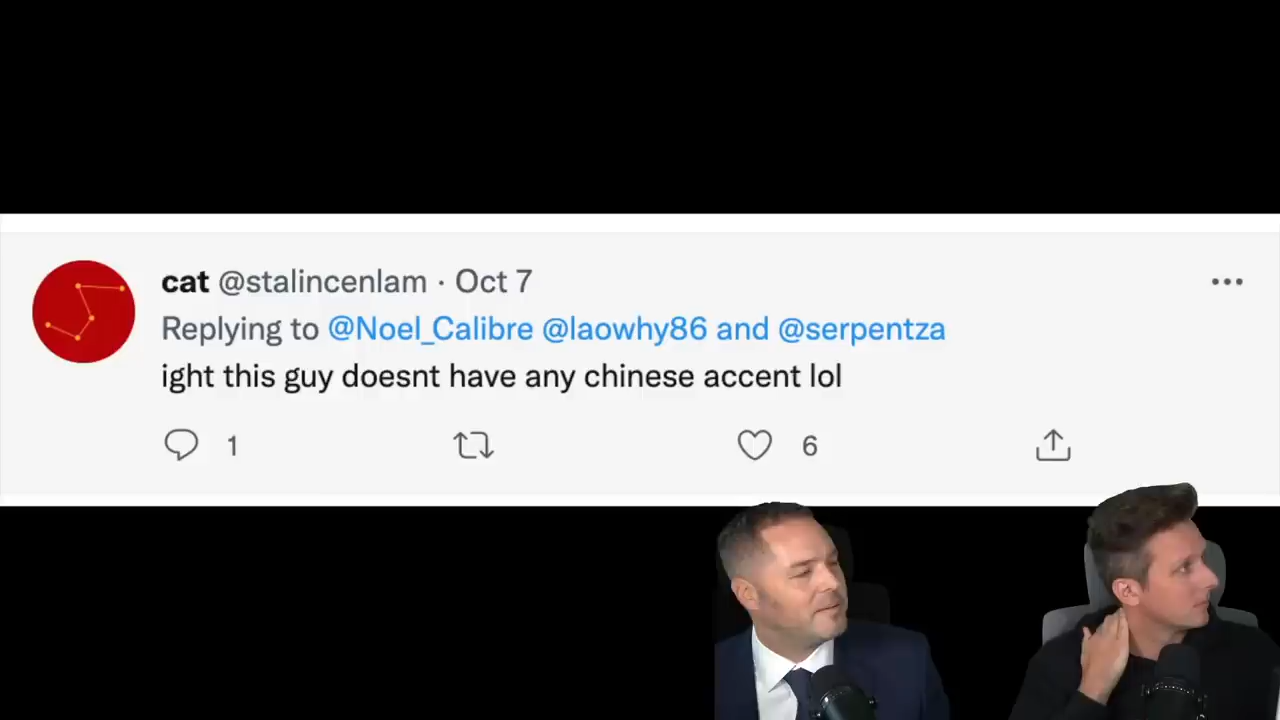 cat @stalincenlam · Oct 7
Replying to @Noel_Calibre @laowhy86 and @serpentza
ight this guy doesnt have any chinese accent lol
1 6